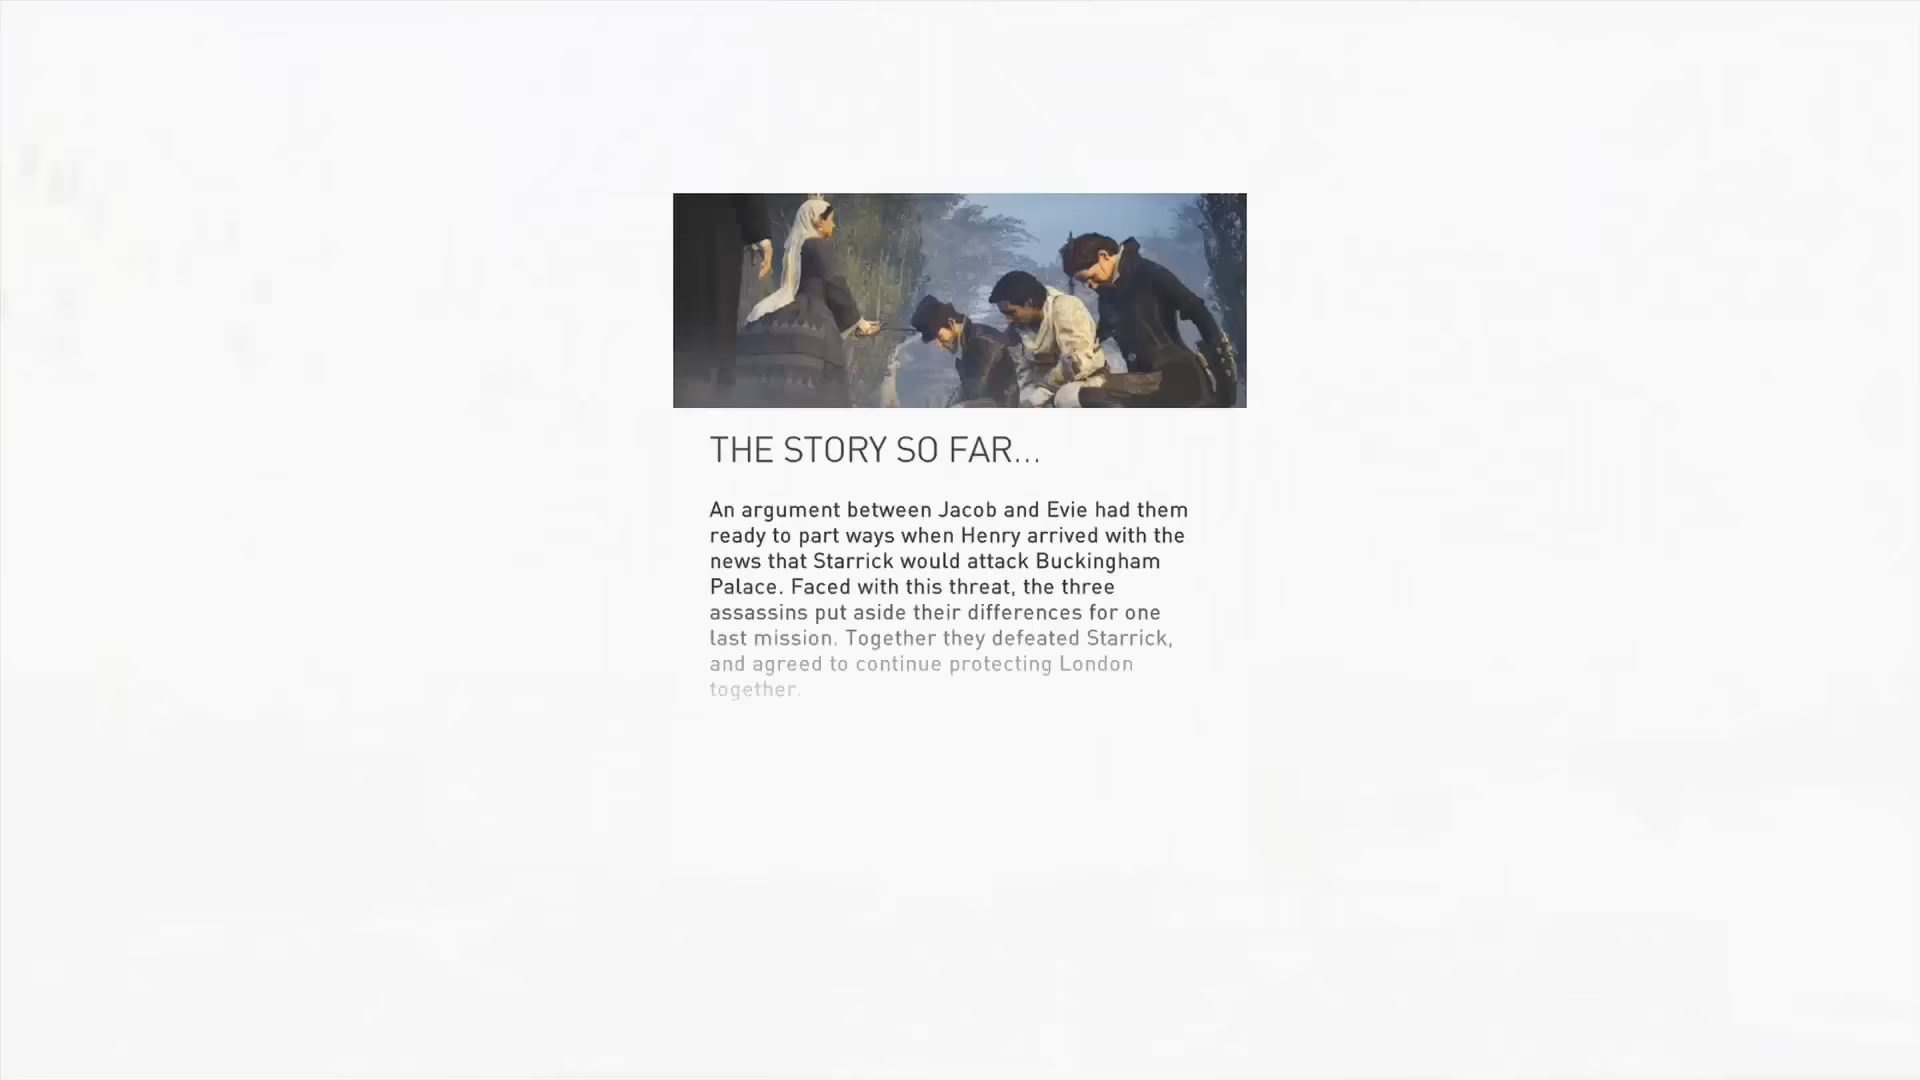 THE STORY SO FAR...
An argument between Jacob and Evie had them
ready to part ways when Henry arrived with the
news that Starrick would attack Buckingham
Palace. Faced with this threat, the three
assassins put aside their differences for one
last mission. Together they defeated Starrick,
and agreed to continue protecting London
together.